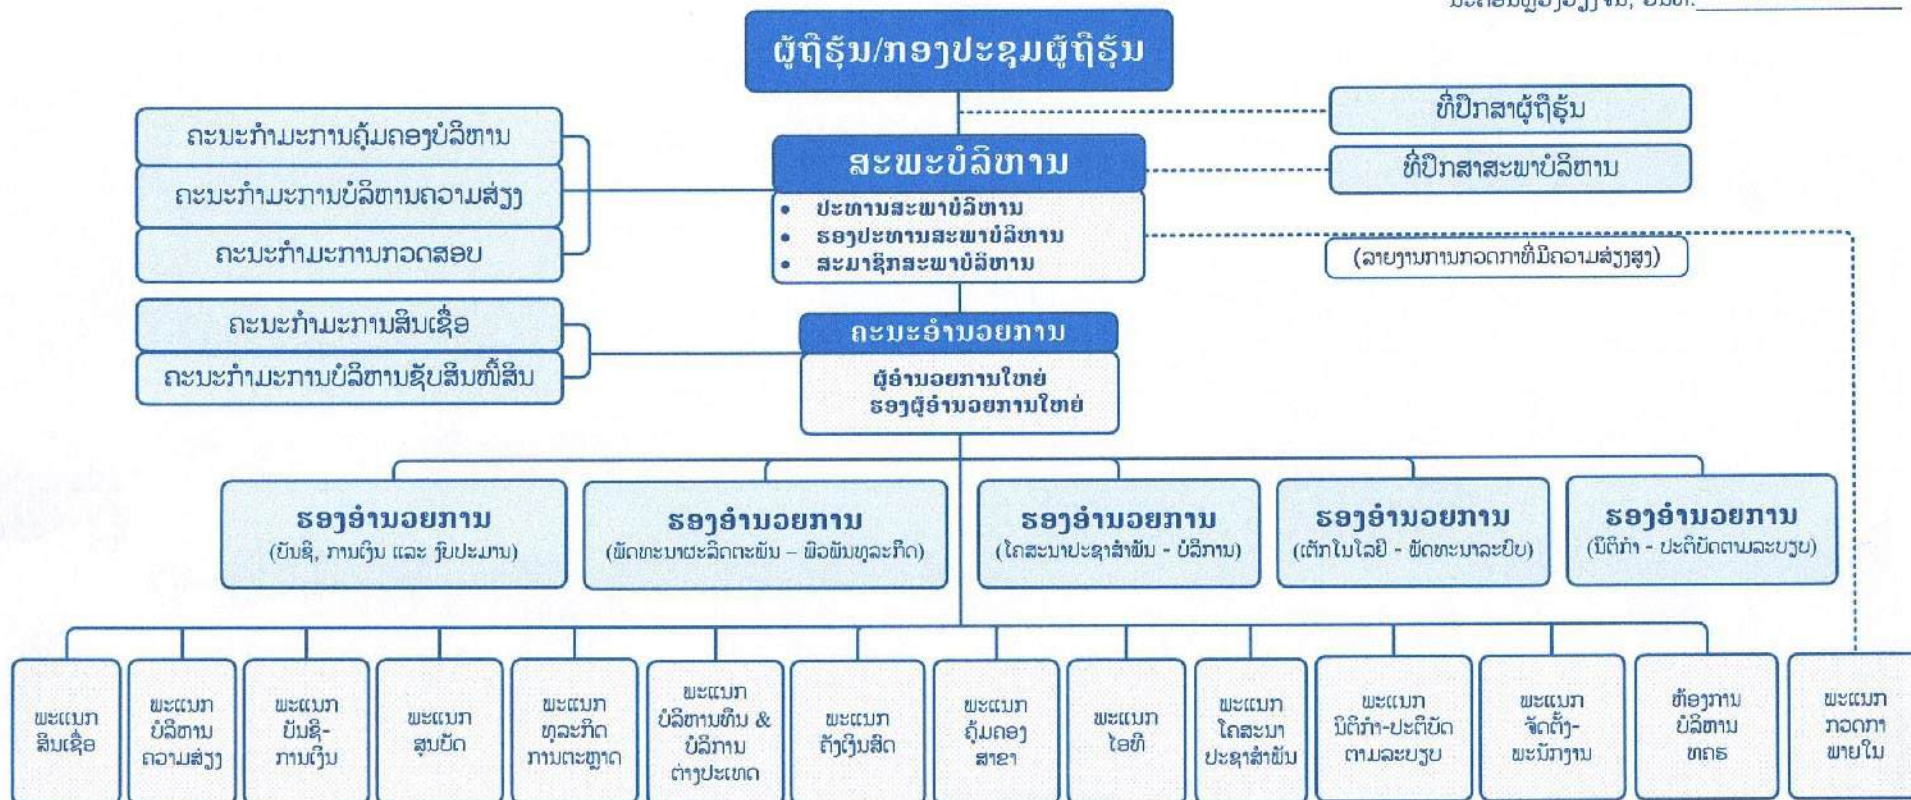 ນະຄອນຫຼວງວຽງຈັນ, ວັນທີ:
ຜູ້ຖືຮຸ້ນ/ກອງປະຊຸມຜູ້ຖືຮຸ້ນ
ທີ່ປຶກສາຜູ້ຖືຮຸ້ນ
ຄະນະກຳມະການຄຸ້ມຄອງບໍລິຫານ
ສະພະບໍລິຫານ
ທີ່ປຶກສາສະພາບໍລິຫານ
ຄະນະກຳມະການບໍລິຫານຄວາມສ່ຽງ
• ປະທານສະພາບໍລິຫານ
• ຮອງປະທານສະພາບໍລິຫານ
• ສະມາຊິກສະພາບໍລິຫານ
ຄະນະກຳມະການກວດສອບ
(ລາຍງານການກວດກາທີ່ມີຄວາມສ່ຽງສູງ)
ຄະນະກຳມະການສິນເຊື່ອ
ຄະນະອຳນວຍການ
ຄະນະກຳມະການບໍລິຫານຊັບສິນໜີ້ສິນ
ຜູ້ອຳນວຍການໃຫຍ່
ຮອງຜູ້ອຳນວຍການໃຫຍ່
ຮອງອຳນວຍການ
(ບັນຊີ, ການເງິນ ແລະ ງົບປະມານ)
ຮອງອຳນວຍການ
(ພັດທະນາຜະລິດຕະພັນ – ພົວພັນທຸລະກິດ)
ຮອງອຳນວຍການ
(ໂຄສະນາປະຊາສຳພັນ - ບໍລິການ)
ຮອງອຳນວຍການ
(ເຕັກໂນໂລຢີ - ພັດທະນາລະບົບ)
ຮອງອຳນວຍການ
(ນິຕິກຳ - ປະຕິບັດຕາມລະບຽບ)
ພະແນກ
ສິນເຊື່ອ
ພະແນກ
ບໍລິຫານ
ຄວາມສ່ຽງ
ພະແນກ
ບັນຊີ-
ການເງິນ
ພະແນກ
ສູນບັດ
ພະແນກ
ທຸລະກິດ
ການຕະຫຼາດ
ພະແນກ
ບໍລິຫານທຶນ &
ບໍລິການ
ຕ່າງປະເທດ
ພະແນກ
ຄັງເງິນສົດ
ພະແນກ
ຄຸ້ມຄອງ
ສາຂາ
ພະແນກ
ໄອທີ
ພະແນກ
ໂຄສະນາ
ປະຊາສຳພັນ
ພະແນກ
ນິຕິກຳ-ປະຕິບັດ
ຕາມລະບຽບ
ພະແນກ
ຈັດຕັ້ງ-
ພະນັກງານ
ຫ້ອງການ
ບໍລິຫານ
ທຄຮ
ພະແນກ
ກວດກາ
ພາຍໃນ